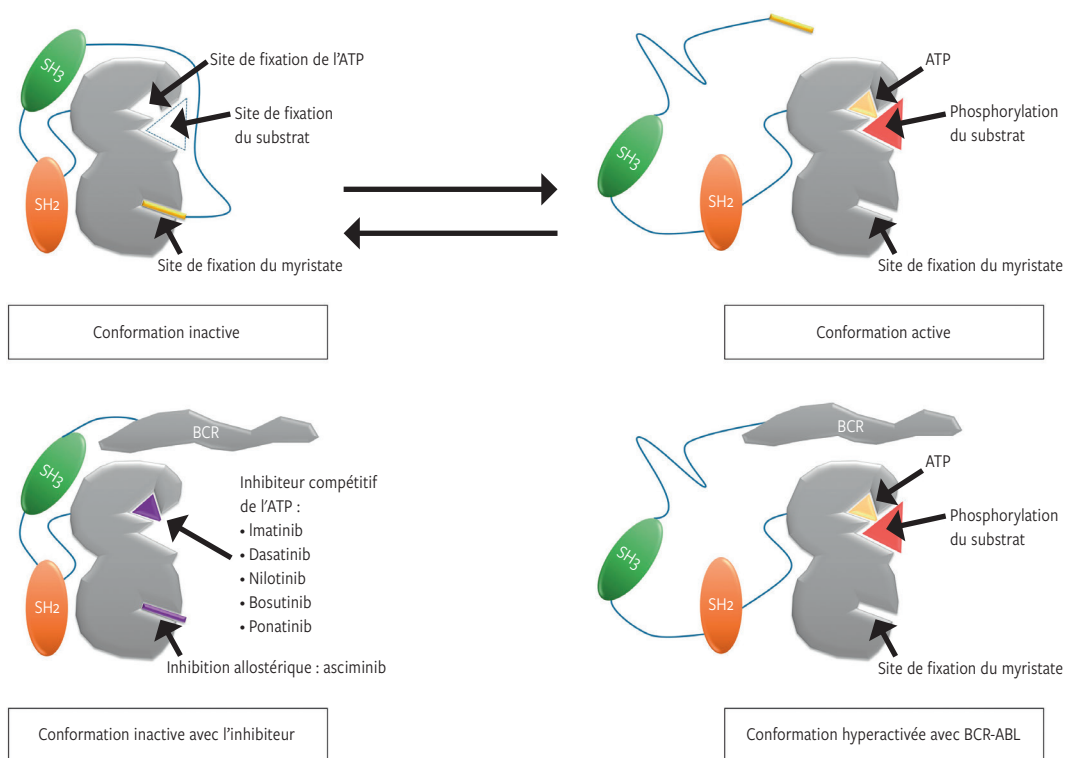 SH3
SH2
Site de fixation de l'ATP
Site de fixation
du substrat
Site de fixation du myristate
Conformation inactive
SH3
SH2
ATP
Phosphorylation
du substrat
Site de fixation du myristate
Conformation active
BCR
SH3
SH2
Inhibiteur compétitif
de l'ATP :
• Imatinib
• Dasatinib
• Nilotinib
• Bosutinib
• Ponatinib
Inhibition allostérique : asciminib
Conformation inactive avec l'inhibiteur
BCR
SH3
SH2
ATP
Phosphorylation
du substrat
Site de fixation du myristate
Conformation hyperactivée avec BCR-ABL